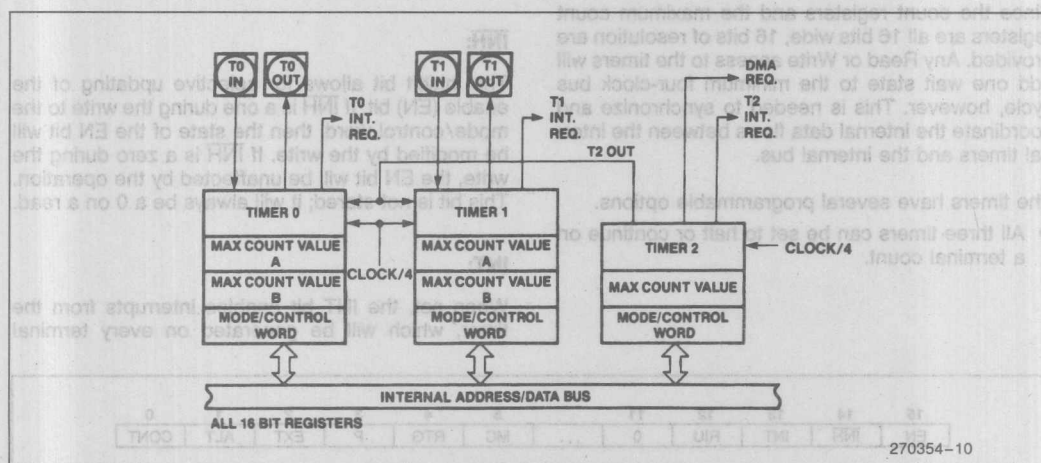 T0 IN
T0 OUT
T1 IN
T1 OUT
DMA REQ.
T0 INT. REQ.
T1 INT. REQ.
T2 INT. REQ.
T2 OUT
TIMER 0
TIMER 1
TIMER 2
CLOCK/4
MAX COUNT VALUE A
MAX COUNT VALUE A
CLOCK/4
MAX COUNT VALUE B
MAX COUNT VALUE B
MAX COUNT VALUE
MODE/CONTROL WORD
MODE/CONTROL WORD
MODE/CONTROL WORD
INTERNAL ADDRESS/DATA BUS
ALL 16 BIT REGISTERS
270354-10